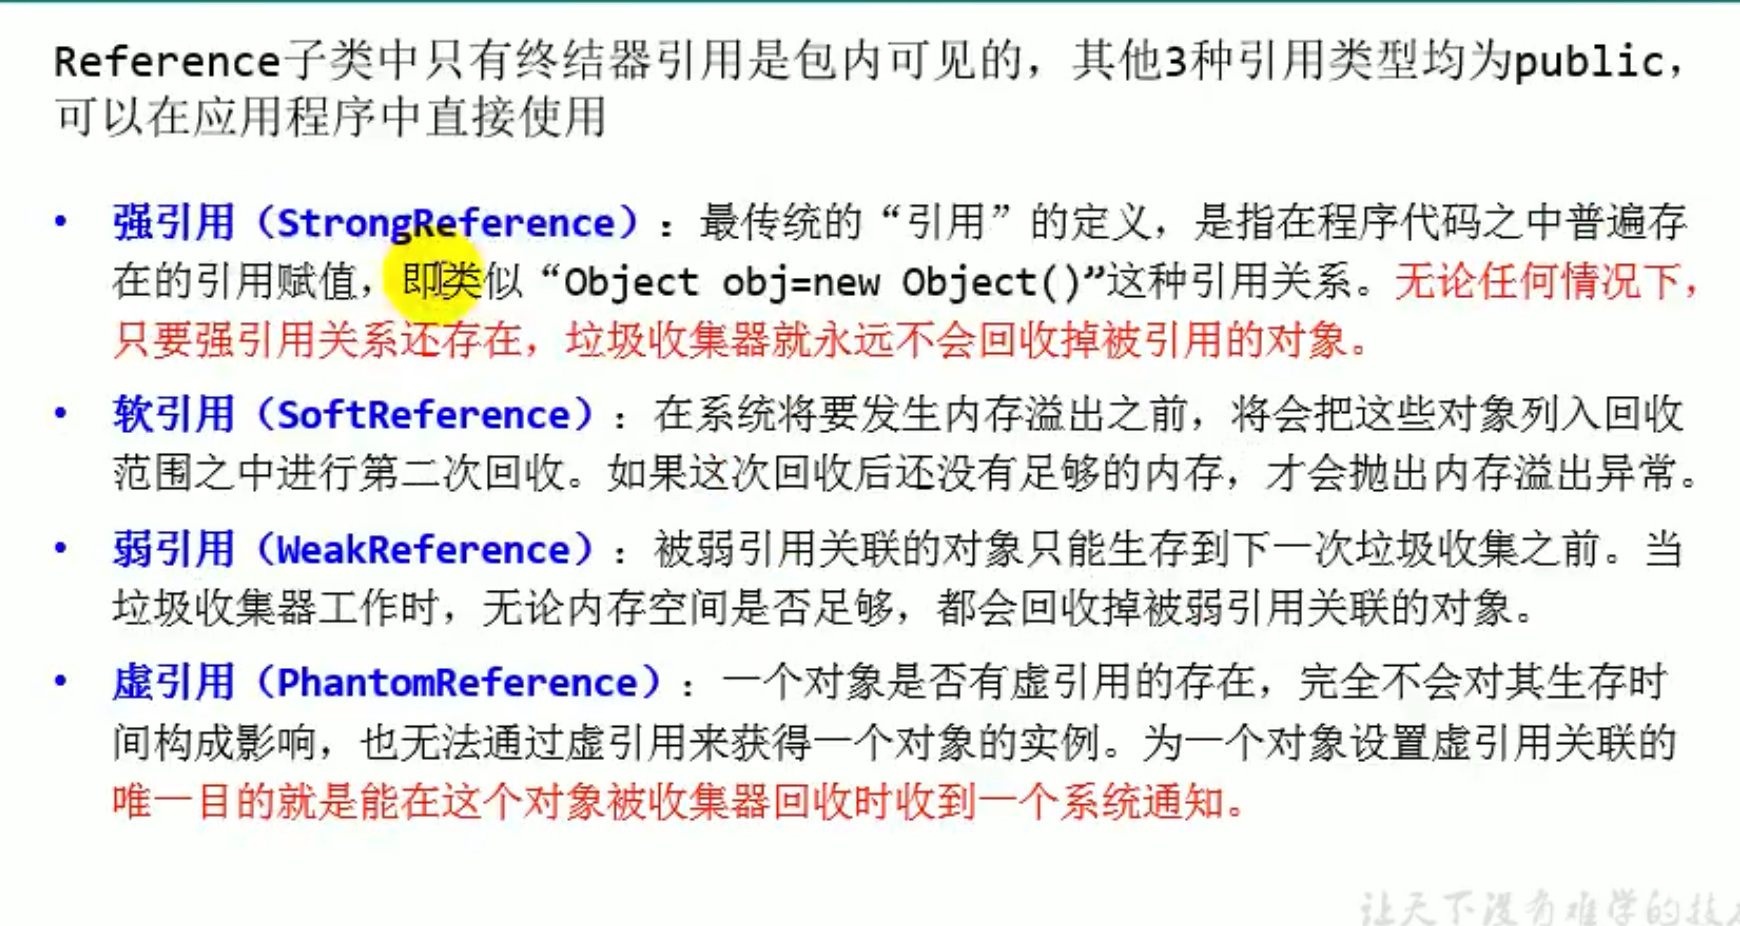 Reference子类中只有终结器引用是包内可见的，其他3种引用类型均为public，
可以在应用程序中直接使用
• 强引用（StrongReference）：最传统的“引用”的定义，是指在程序代码之中普遍存
在的引用赋值，即类似“Object obj=new Object()”这种引用关系。无论任何情况下，
只要强引用关系还存在，垃圾收集器就永远不会回收掉被引用的对象。
• 软引用（SoftReference）：在系统将要发生内存溢出之前，将会把这些对象列入回收
范围之中进行第二次回收。如果这次回收后还没有足够的内存，才会抛出内存溢出异常。
• 弱引用（WeakReference）：被弱引用关联的对象只能生存到下一次垃圾收集之前。当
垃圾收集器工作时，无论内存空间是否足够，都会回收掉被弱引用关联的对象。
• 虚引用（PhantomReference）：一个对象是否有虚引用的存在，完全不会对其生存时
间构成影响，也无法通过虚引用来获得一个对象的实例。为一个对象设置虚引用关联的
唯一目的就是能在这个对象被收集器回收时收到一个系统通知。
让天下没有难学的技